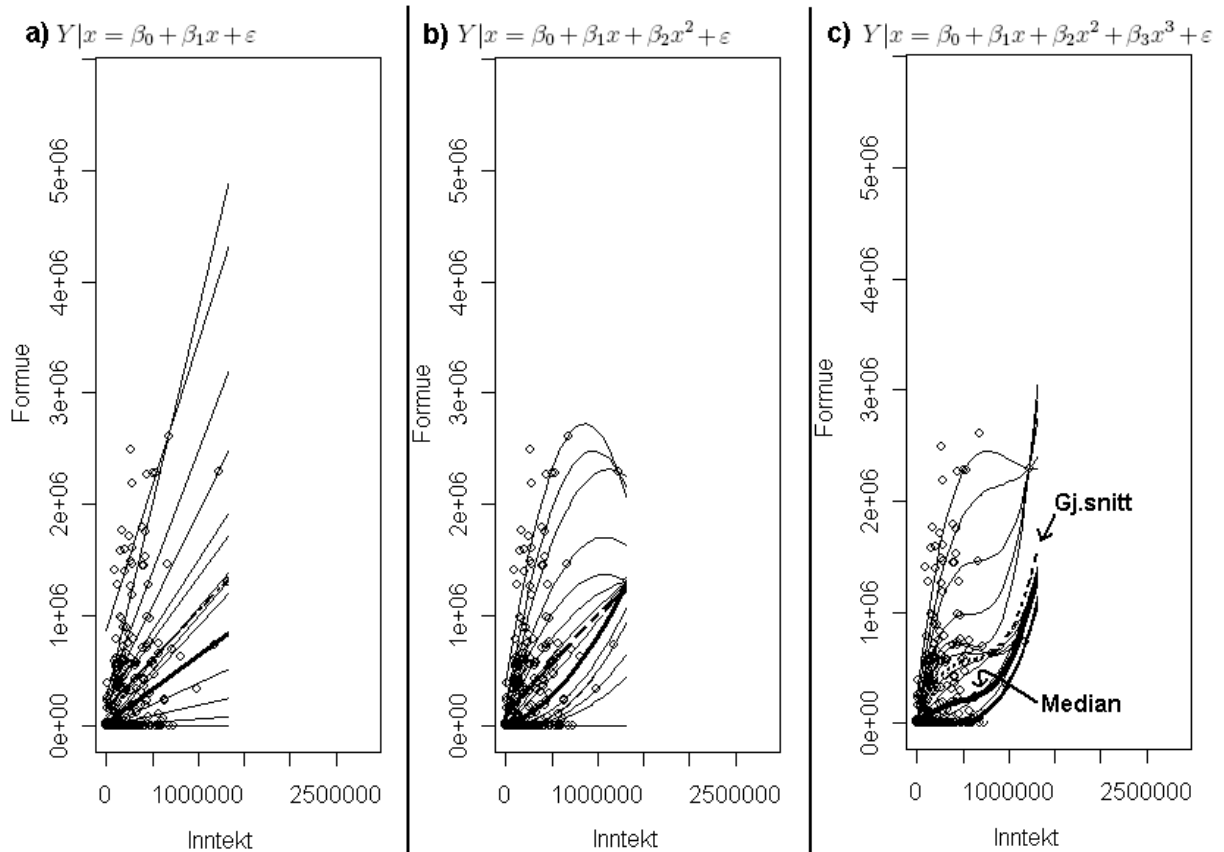 a) Y|x = β₀ + β₁x + ε
Formue
0e+00 1e+06 2e+06 3e+06 4e+06 5e+06
0 1000000 2500000
Inntekt
b) Y|x = β₀ + β₁x + β₂x² + ε
Formue
0e+00 1e+06 2e+06 3e+06 4e+06 5e+06
0 1000000 2500000
Inntekt
c) Y|x = β₀ + β₁x + β₂x² + β₃x³ + ε
Formue
0e+00 1e+06 2e+06 3e+06 4e+06 5e+06
Gj.snitt
Median
0 1000000 2500000
Inntekt